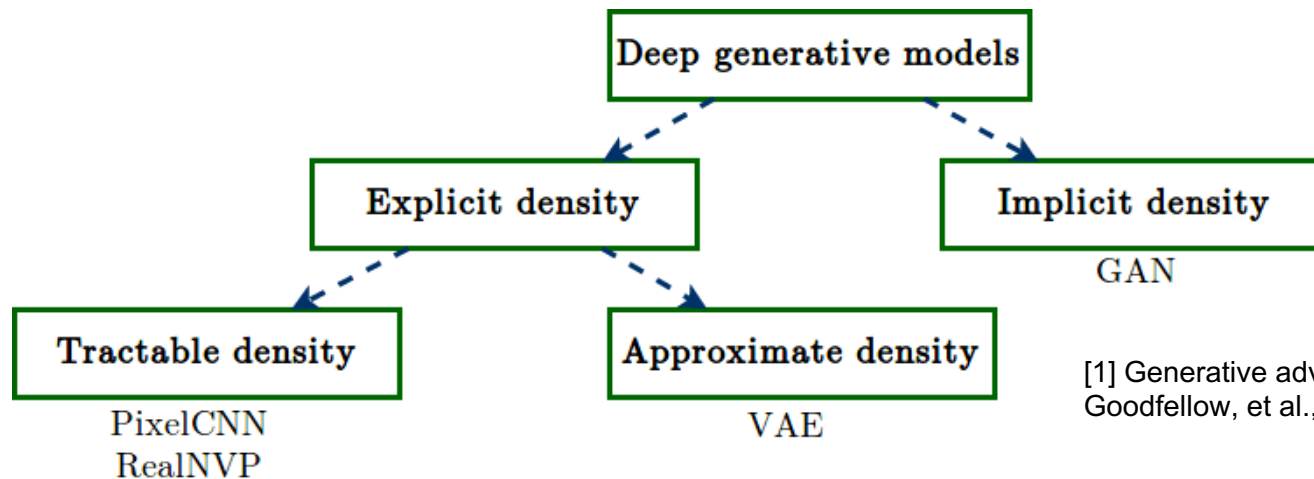 Deep generative models
Explicit density
Implicit density
GAN
Tractable density
Approximate density
PixelCNN
RealNVP
VAE
[1] Generative
Goodfellow, et al.,